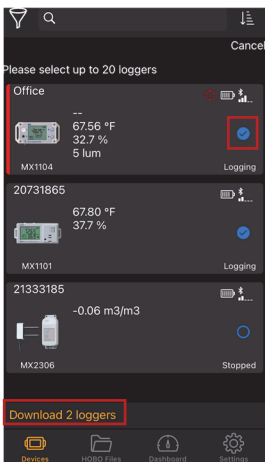 Cancel
Please select up to 20 loggers
Office
--
67.56 °F
32.7 %
5 lum
MX1104
Logging
20731865
67.80 °F
37.7 %
MX1101
Logging
21333185
-0.06 m3/m3
MX2306
Stopped
Download 2 loggers
Devices
HOBO Files
Dashboard
Settings